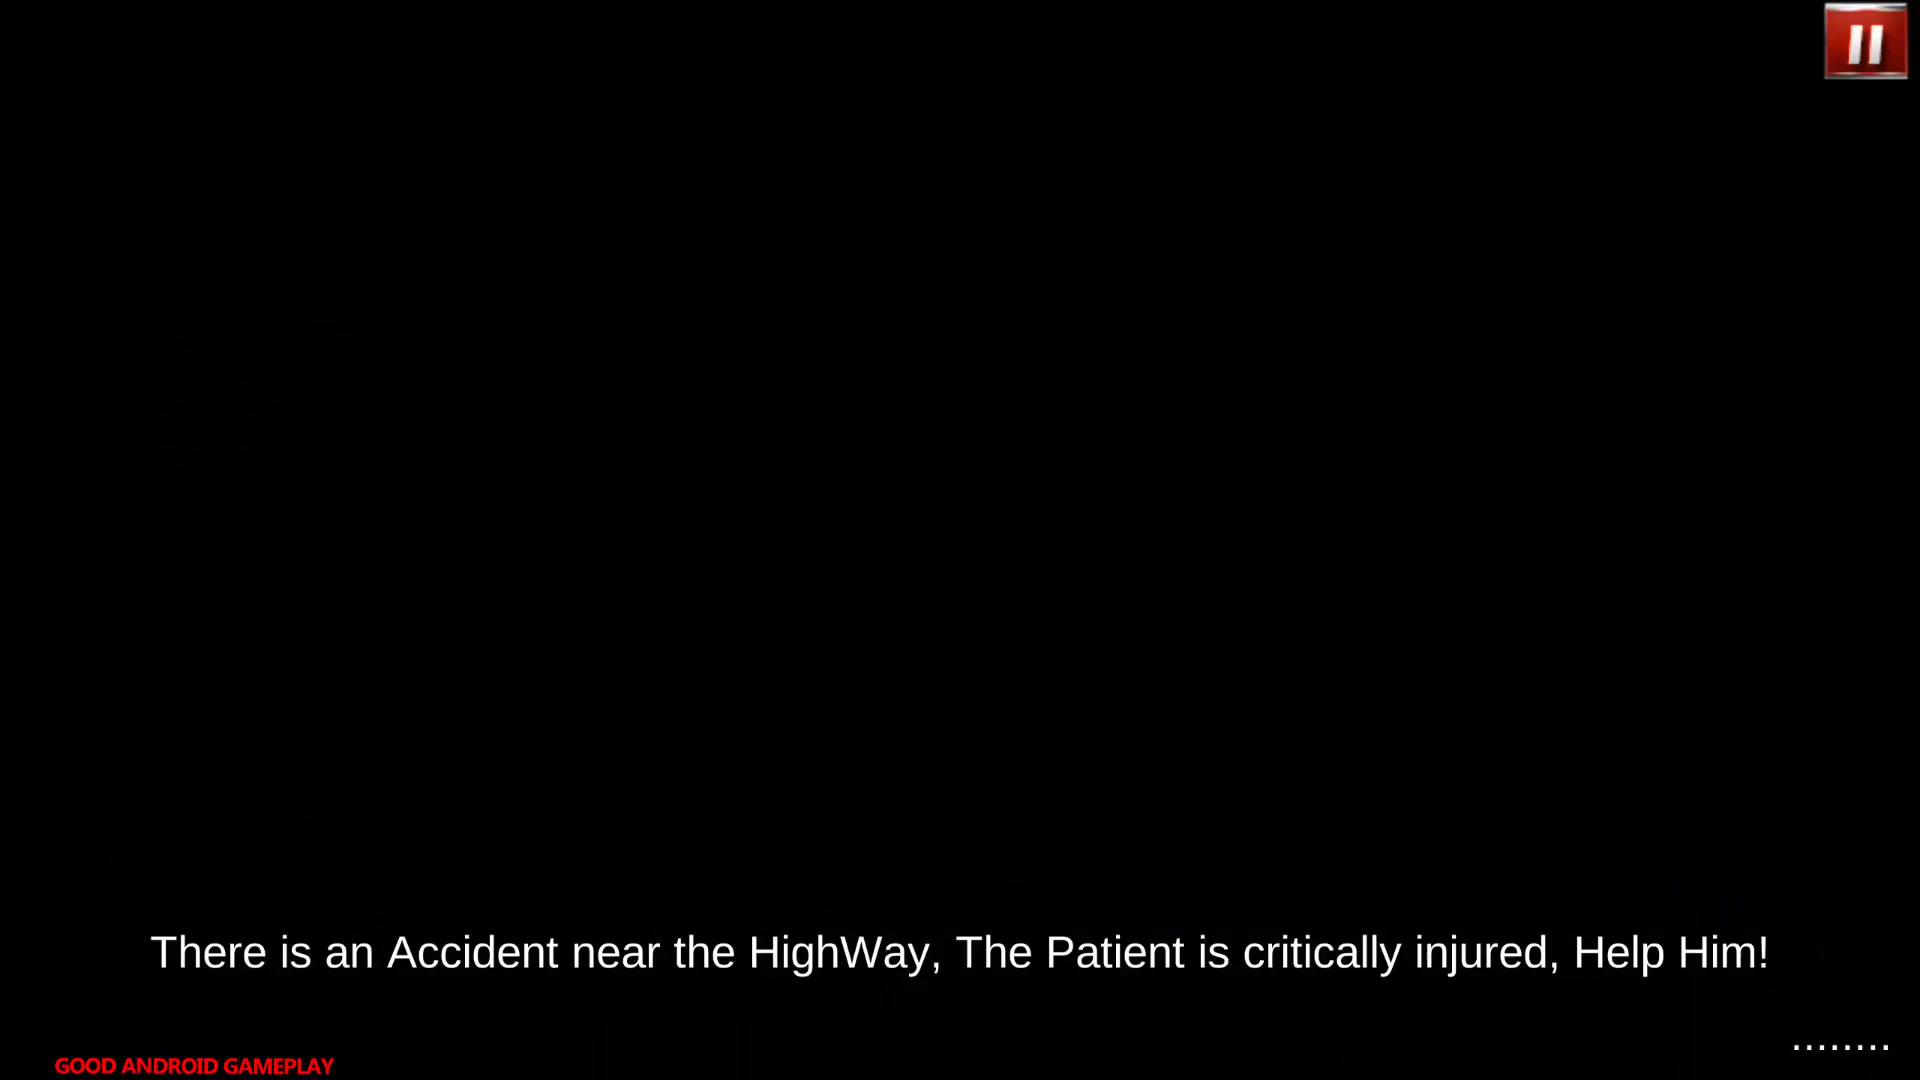 There is an Accident near the HighWay, The Patient is critically injured, Help Him!
........
GOOD ANDROID GAMEPLAY